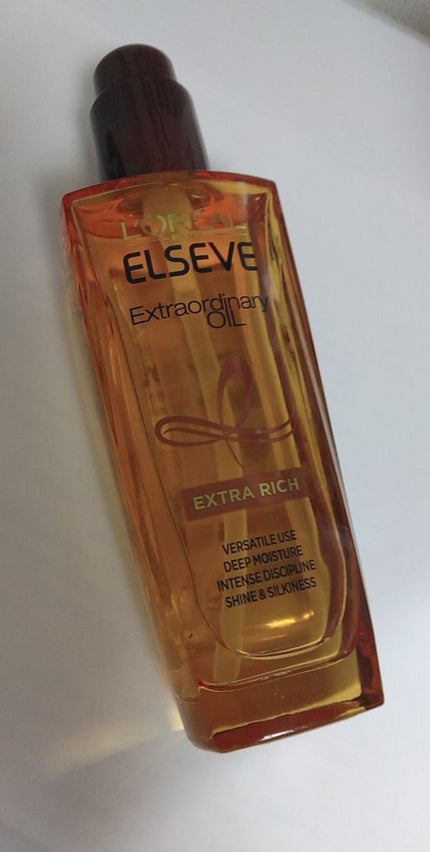 L'ORÉAL
ELSEVE
Extraordinary
OIL
EXTRA RICH
VERSATILE USE
DEEP MOISTURE
INTENSE DISCIPLINE
SHINE & SILKINESS